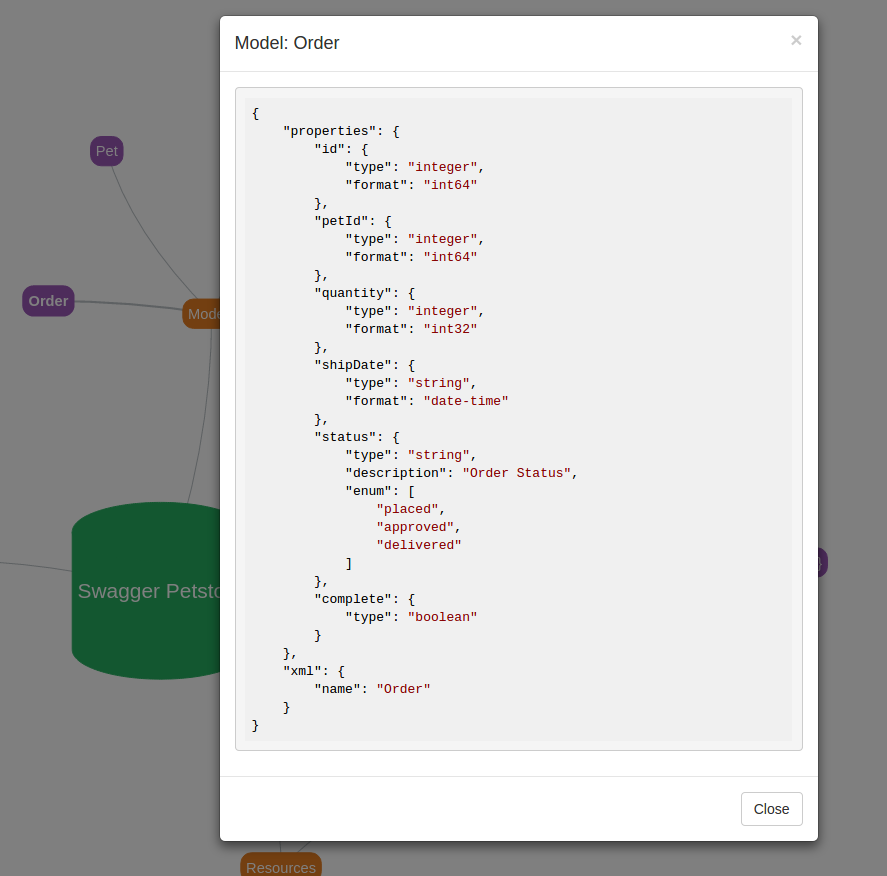 Model: Order
×
{
    "properties": {
        "id": {
            "type": "integer",
            "format": "int64"
        },
        "petId": {
            "type": "integer",
            "format": "int64"
        },
        "quantity": {
            "type": "integer",
            "format": "int32"
        },
        "shipDate": {
            "type": "string",
            "format": "date-time"
        },
        "status": {
            "type": "string",
            "description": "Order Status",
            "enum": [
                "placed",
                "approved",
                "delivered"
            ]
        },
        "complete": {
            "type": "boolean"
        }
    },
    "xml": {
        "name": "Order"
    }
}
Close
Pet
Order
Swagger
Resources